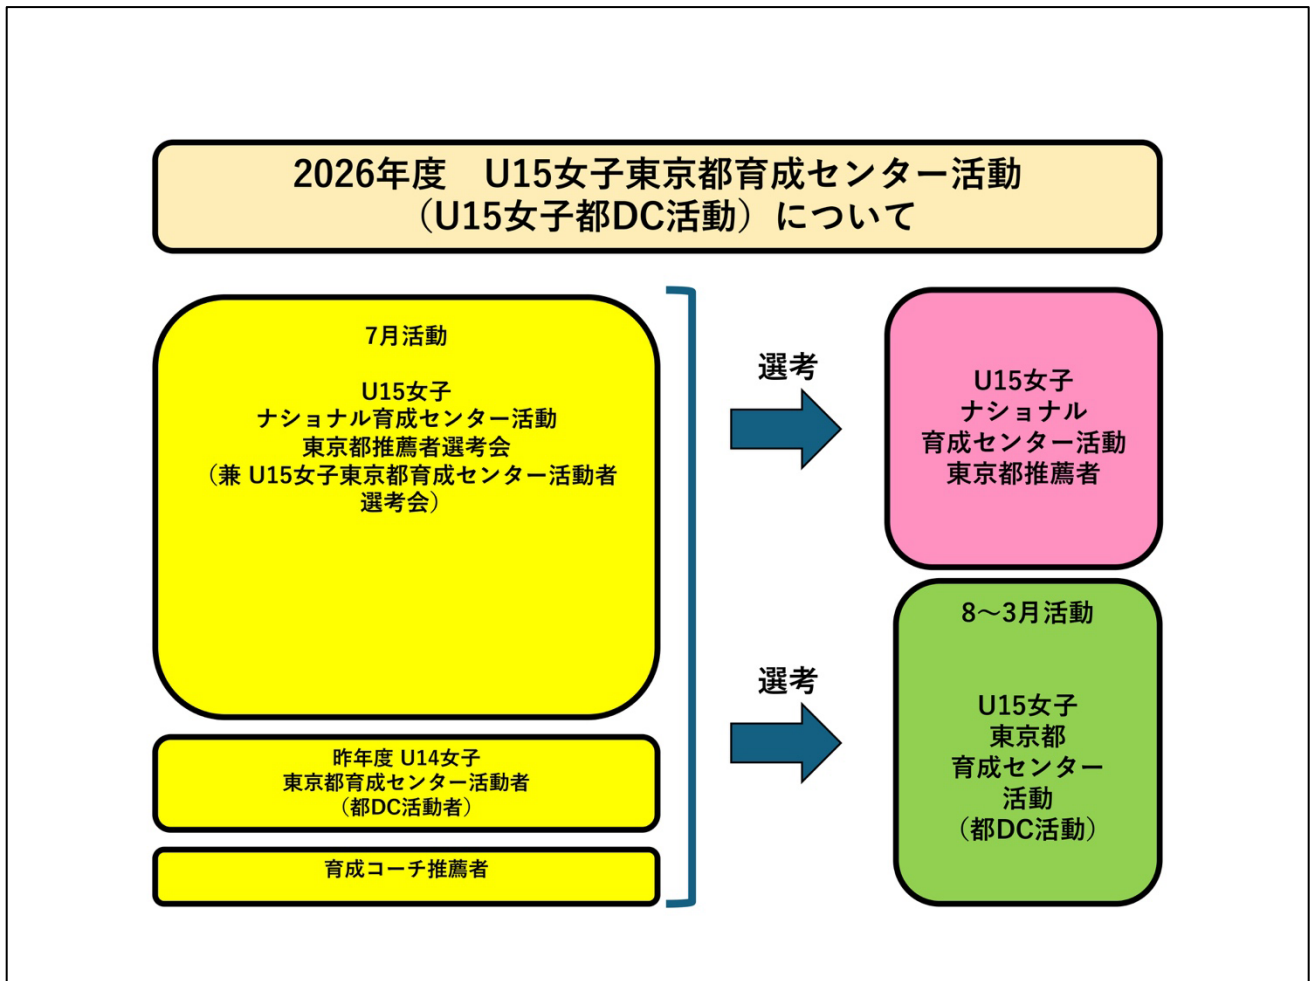 2026年度　U15女子東京都育成センター活動
（U15女子都DC活動）について
7月活動
U15女子
ナショナル育成センター活動
東京都推薦者選考会
（兼 U15女子東京都育成センター活動者
選考会）
昨年度 U14女子
東京都育成センター活動者
（都DC活動者）
育成コーチ推薦者
選考
選考
U15女子
ナショナル
育成センター活動
東京都推薦者
8〜3月活動
U15女子
東京都
育成センター
活動
（都DC活動）